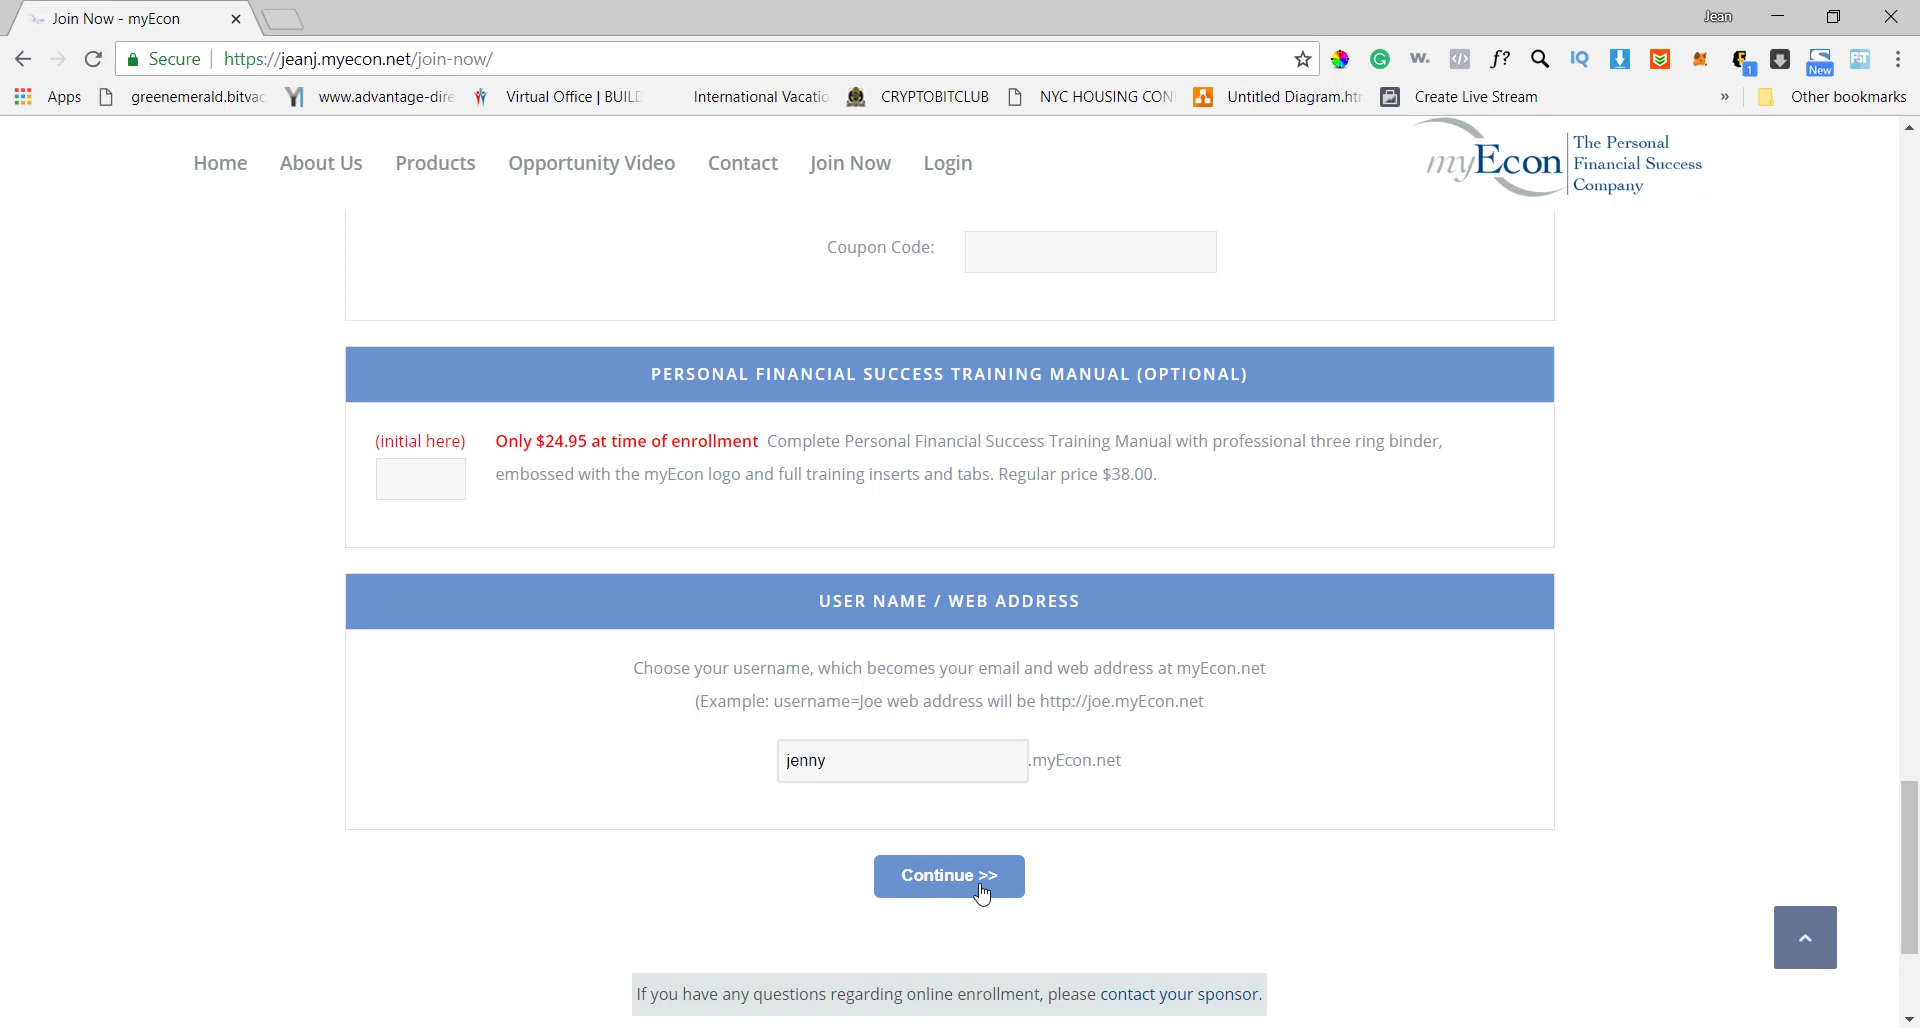 Join Now - myEcon
Jean
Secure https://jeanj.myecon.net/join-now/
w.
f?
IQ
1
New
FST
Apps greenemerald.bitvac www.advantage-dire Virtual Office | BUILD International Vacatio CRYPTOBITCLUB NYC HOUSING CON Untitled Diagram.htm Create Live Stream » Other bookmarks
Home About Us Products Opportunity Video Contact Join Now Login
myEcon
The Personal
Financial Success
Company
Coupon Code:
PERSONAL FINANCIAL SUCCESS TRAINING MANUAL (OPTIONAL)
(initial here)
Only $24.95 at time of enrollment Complete Personal Financial Success Training Manual with professional three ring binder,
embossed with the myEcon logo and full training inserts and tabs. Regular price $38.00.
USER NAME / WEB ADDRESS
Choose your username, which becomes your email and web address at myEcon.net
(Example: username=Joe web address will be http://joe.myEcon.net
jenny .myEcon.net
Continue >>
If you have any questions regarding online enrollment, please contact your sponsor.